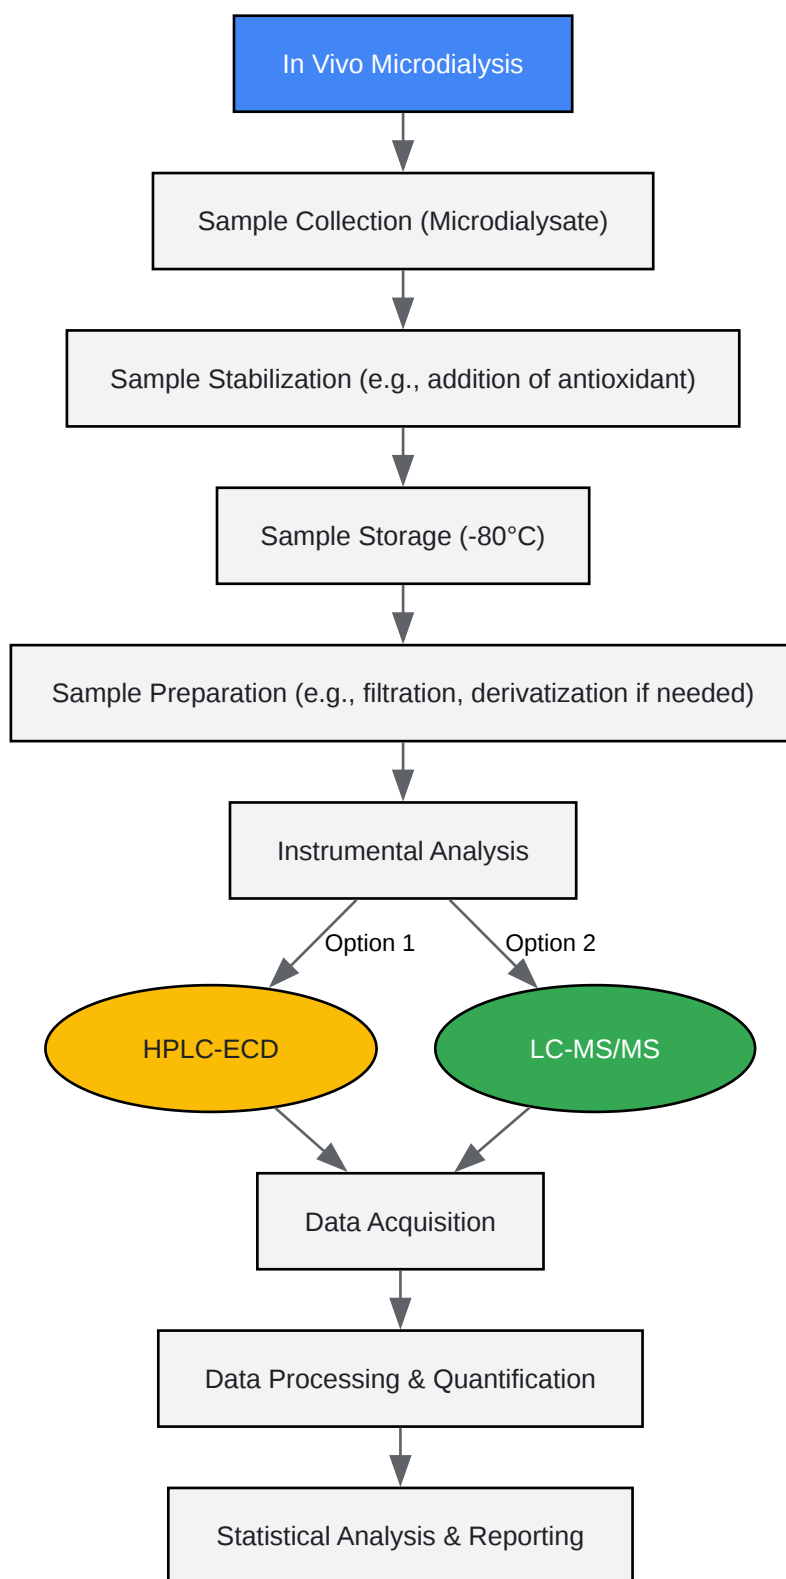 In Vivo Microdialysis
Sample Collection (Microdialysate)
Sample Stabilization (e.g., addition of antioxidant)
Sample Storage (-80°C)
Sample Preparation (e.g., filtration, derivatization if needed)
Instrumental Analysis
Option 1
Option 2
HPLC-ECD
LC-MS/MS
Data Acquisition
Data Processing & Quantification
Statistical Analysis & Reporting